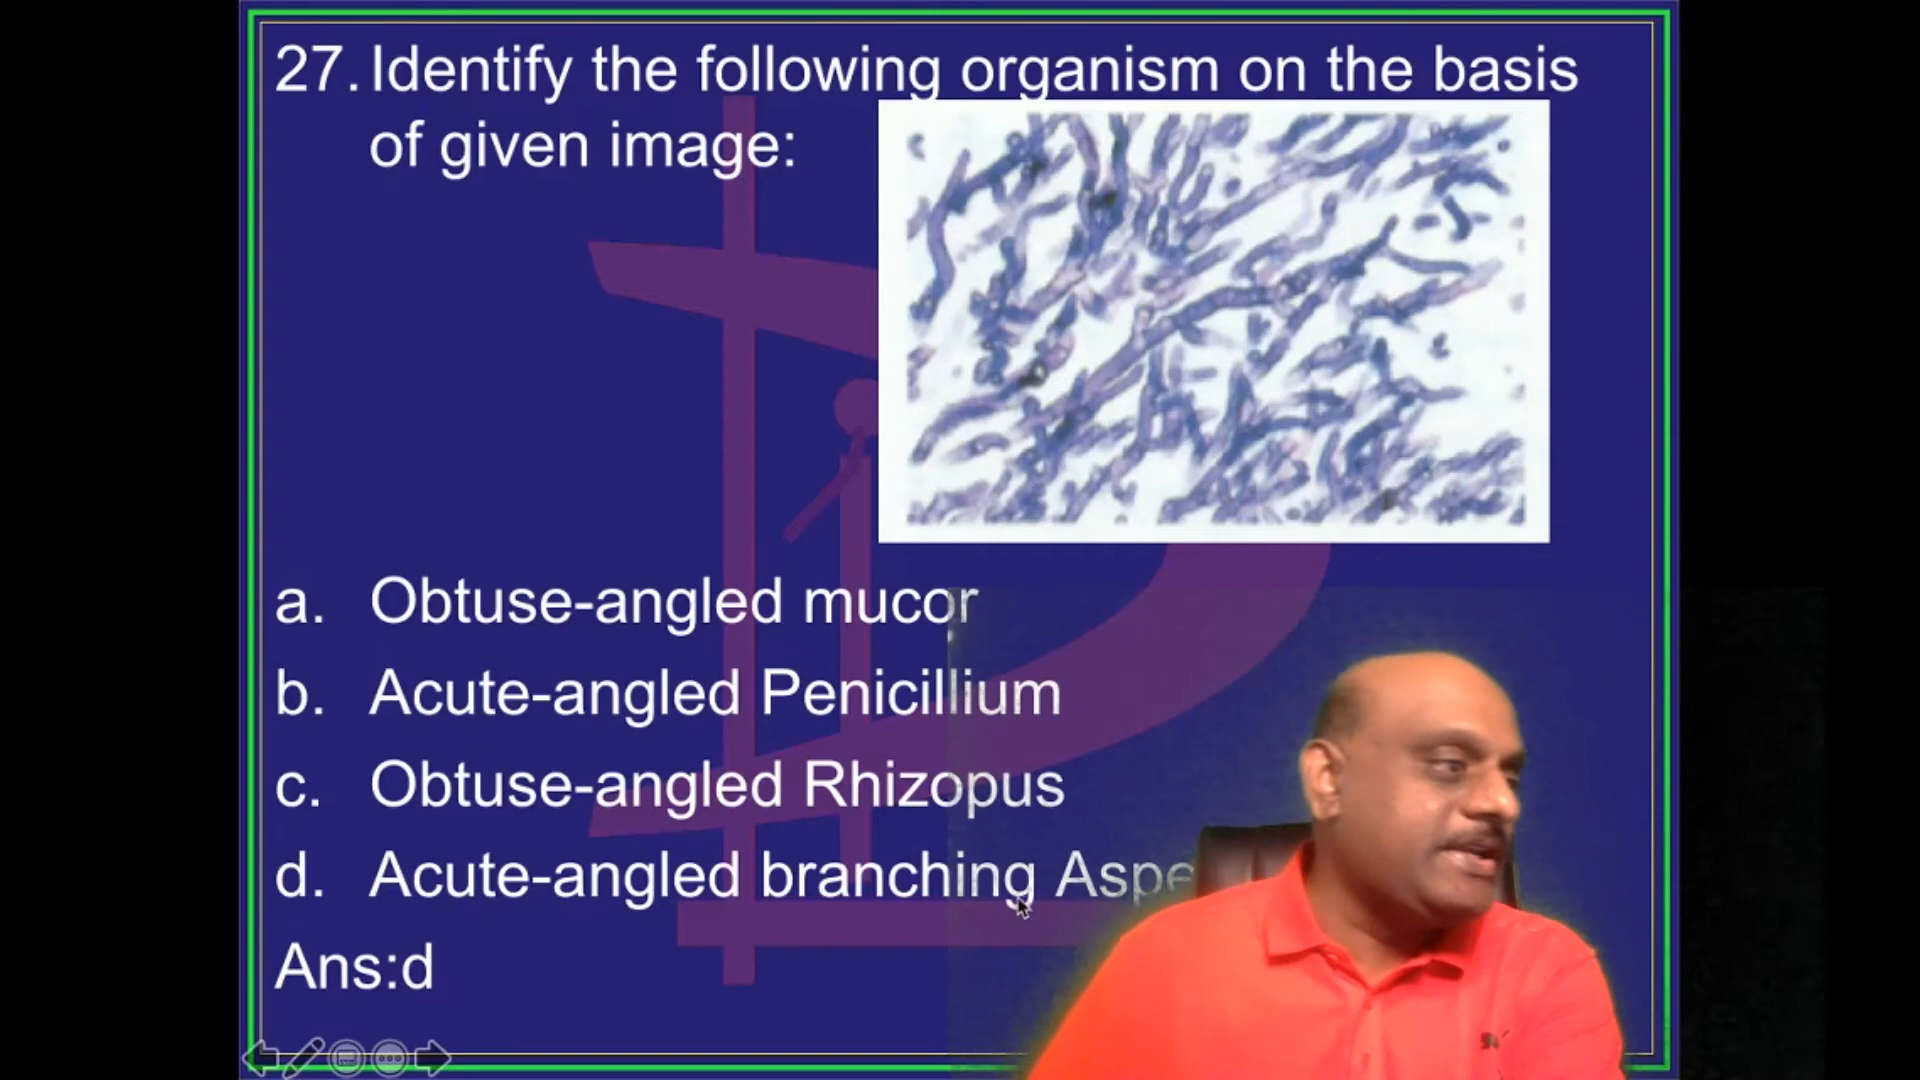 27. Identify the following organism on the basis
of given image:
a. Obtuse-angled mucor
b. Acute-angled Penicillium
c. Obtuse-angled Rhizopus
d. Acute-angled branching
Ans:d